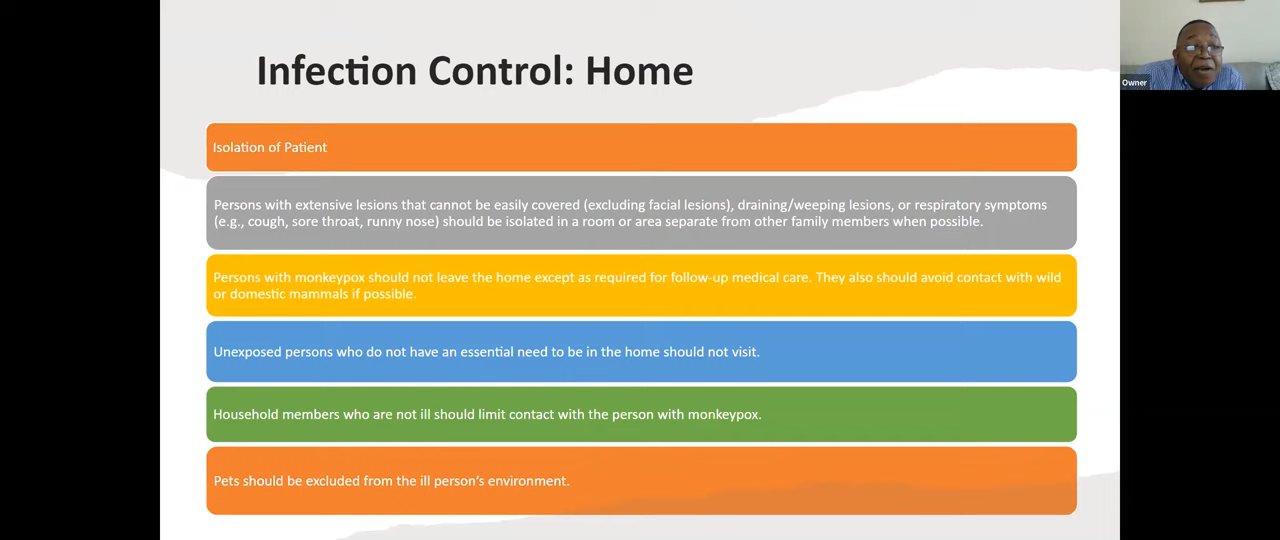 Infection Control: Home
Owner
Isolation of Patient
Persons with extensive lesions that cannot be easily covered (excluding facial lesions), draining/weeping lesions, or respiratory symptoms
(e.g., cough, sore throat, runny nose) should be isolated in a room or area separate from other family members when possible.
Persons with monkeypox should not leave the home except as required for follow-up medical care. They also should avoid contact with wild
or domestic mammals if possible.
Unexposed persons who do not have an essential need to be in the home should not visit.
Household members who are not ill should limit contact with the person with monkeypox.
Pets should be excluded from the ill person’s environment.